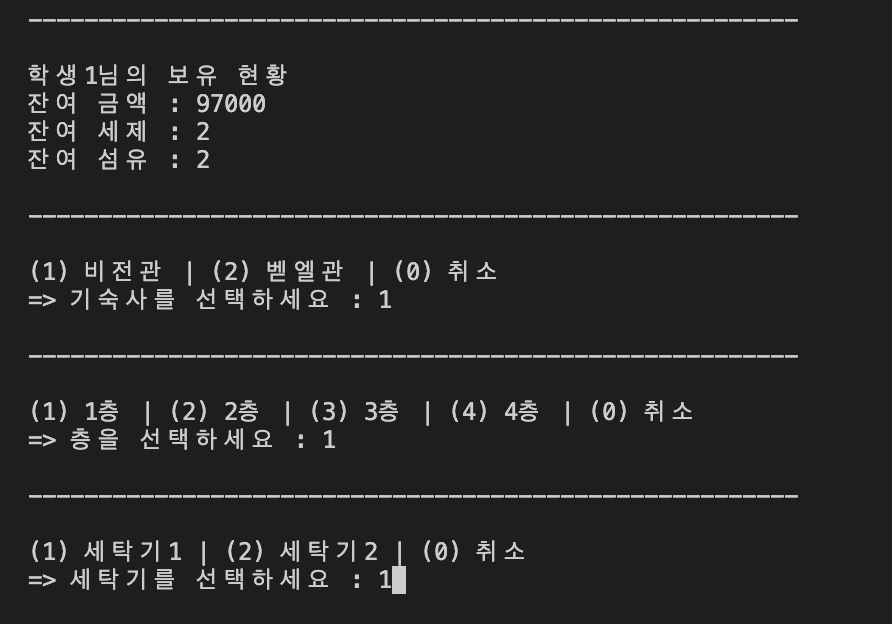 -------------------------------------------------------
학생1님의 보유 현황
잔여 금액 : 97000
잔여 세제 : 2
잔여 섬유 : 2
-------------------------------------------------------
(1) 비전관 | (2) 벧엘관 | (0) 취소
=> 기숙사를 선택하세요 : 1
-------------------------------------------------------
(1) 1층 | (2) 2층 | (3) 3층 | (4) 4층 | (0) 취소
=> 층을 선택하세요 : 1
-------------------------------------------------------
(1) 세탁기1 | (2) 세탁기2 | (0) 취소
=> 세탁기를 선택하세요 : 1